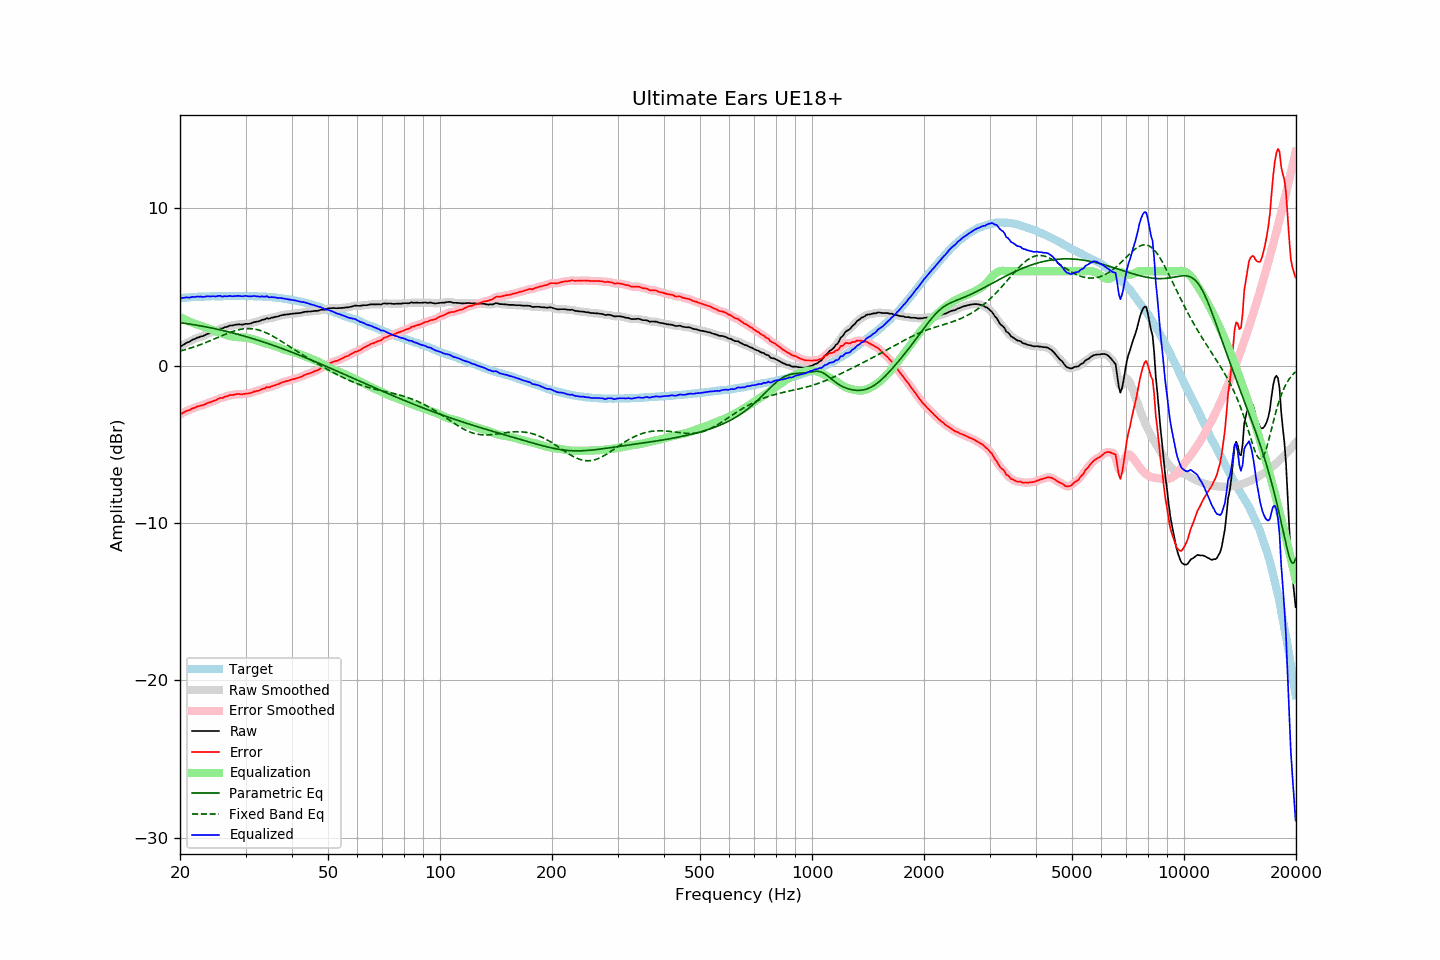 Ultimate Ears UE18+
Amplitude (dBr)
10
0
−10
−20
−30
Target
Raw Smoothed
Error Smoothed
Raw
Error
Equalization
Parametric Eq
Fixed Band Eq
Equalized
20 50 100 200 500 1000 2000 5000 10000 20000
Frequency (Hz)